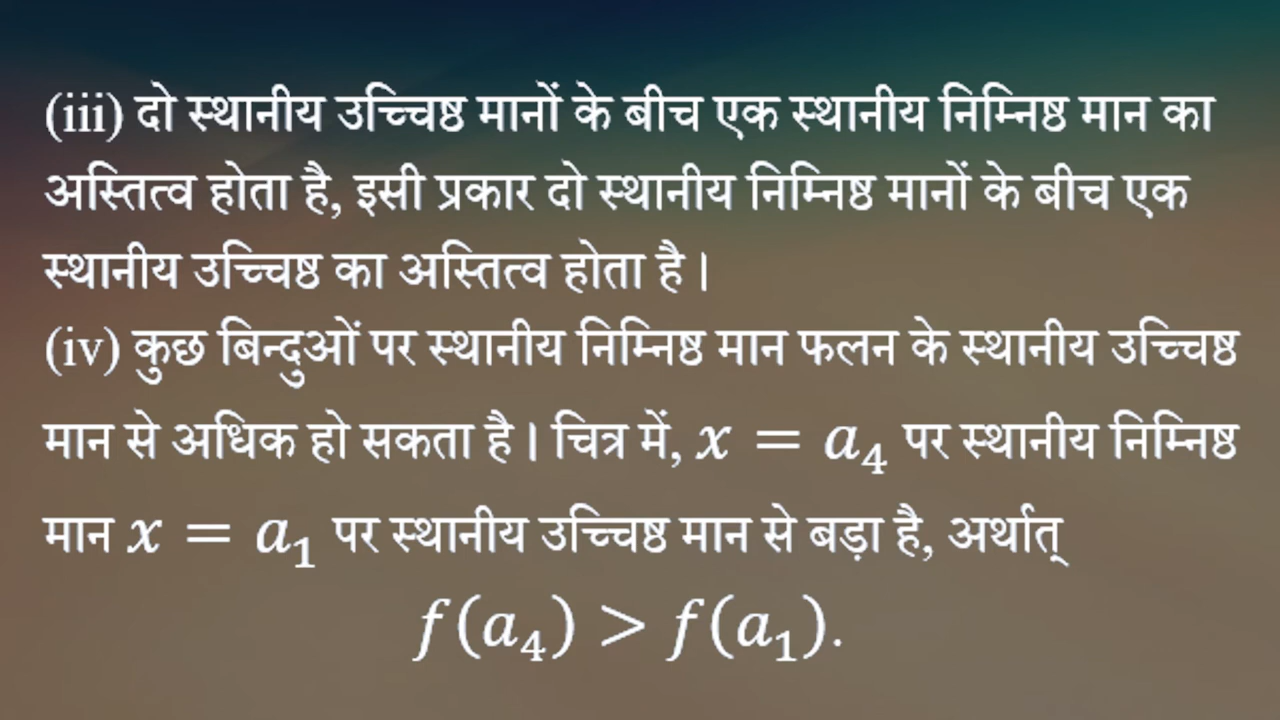 (iii) दो स्थानीय उच्चिष्ठ मानों के बीच एक स्थानीय निम्निष्ठ मान का
अस्तित्व होता है, इसी प्रकार दो स्थानीय निम्निष्ठ मानों के बीच एक
स्थानीय उच्चिष्ठ का अस्तित्व होता है।
(iv) कुछ बिन्दुओं पर स्थानीय निम्निष्ठ मान फलन के स्थानीय उच्चिष्ठ
मान से अधिक हो सकता है। चित्र में, x = a₄ पर स्थानीय निम्निष्ठ
मान x = a₁ पर स्थानीय उच्चिष्ठ मान से बड़ा है, अर्थात्
f(a₄) > f(a₁).